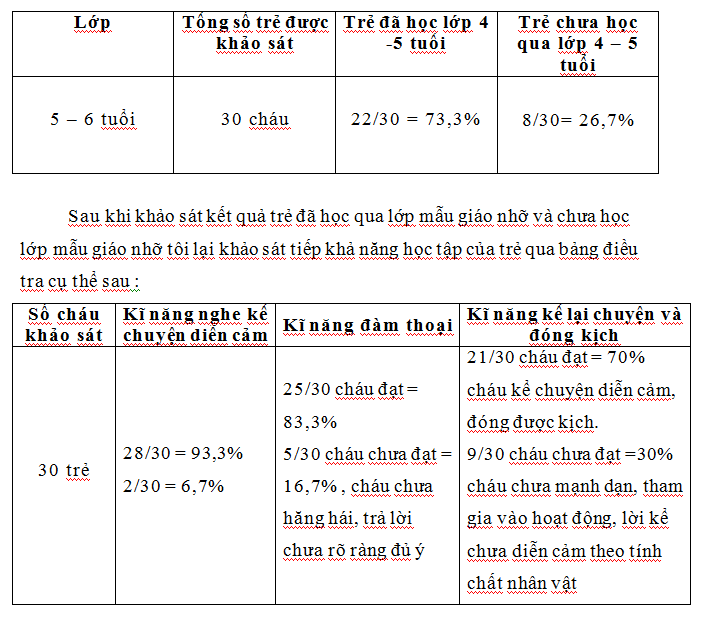 Lớp
Tổng số trẻ được
khảo sát
Trẻ đã học lớp 4
-5 tuổi
Trẻ chưa học
qua lớp 4 – 5
tuổi
5 – 6 tuổi
30 cháu
22/30 = 73,3%
8/30= 26,7%
Sau khi khảo sát kết quả trẻ đã học qua lớp mẫu giáo nhỡ và chưa học
lớp mẫu giáo nhỡ tôi lại khảo sát tiếp khả năng học tập của trẻ qua bảng điều
tra cụ thể sau :
Số cháu
khảo sát
Kĩ năng nghe kể
chuyện diễn cảm
Kĩ năng đàm thoại
Kĩ năng kể lại chuyện và
đóng kịch
30 trẻ
28/30 = 93,3%
2/30 = 6,7%
25/30 cháu đạt =
83,3%
5/30 cháu chưa đạt =
16,7% , cháu chưa
hăng hái, trả lời
chưa rõ ràng đủ ý
21/30 cháu đạt = 70%
cháu kể chuyện diễn cảm,
đóng được kịch.
9/30 cháu chưa đạt =30%
cháu chưa mạnh dạn, tham
gia vào hoạt động, lời kể
chưa diễn cảm theo tính
chất nhân vật